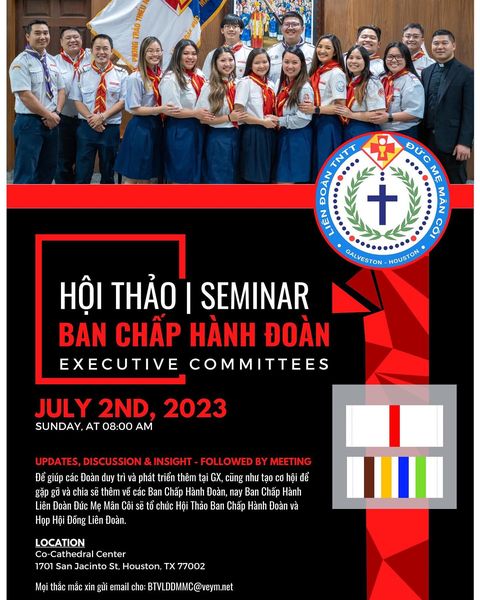 LIÊN ĐOÀN TNTT
ĐỨC MẸ MÂN CÔI
GALVESTON - HOUSTON
HỘI THẢO | SEMINAR
BAN CHẤP HÀNH ĐOÀN
EXECUTIVE COMMITTEES
JULY 2ND, 2023
SUNDAY, AT 08:00 AM
UPDATES, DISCUSSION & INSIGHT - FOLLOWED BY MEETING
Để giúp các Đoàn duy trì và phát triển thêm tại GX, cũng như tạo cơ hội để
gặp gỡ và chia sẽ thêm về các Ban Chấp Hành Đoàn, nay Ban Chấp Hành
Liên Đoàn Đức Mẹ Mân Côi sẽ tổ chức Hội Thảo Ban Chấp Hành Đoàn và
Họp Hội Đồng Liên Đoàn.
LOCATION
Co-Cathedral Center
1701 San Jacinto St, Houston, TX 77002
Mọi thắc mắc xin gửi email cho: BTVLDDMMC@veym.net